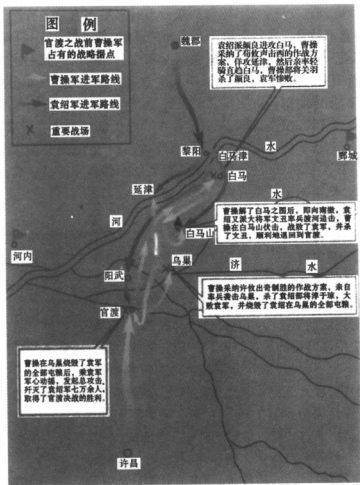 图 例
官渡之战前曹操军
占有的战略据点
曹操军进军路线
袁绍军进军路线
重要战场
魏郡
袁绍派颜良进攻白马，曹操
采纳了荀攸声击西的作战方
案，佯攻延津，然后亲率轻
骑直趋白马，曹操部将关羽
杀了颜良，袁军惨败。
黎阳
白延津
水
鄄城
白马
延津
水
河
曹操解了白马之围后，即向南撤，袁
绍又派大将军文丑率兵渡河追击，曹
操在白马山伏击，战败了袁军，并杀
了文丑，顺利地退回到官渡。
白马山
河内
乌巢
济
水
阳武
官渡
曹操采纳许攸出奇制胜的作战方案，亲自
率兵袭击乌巢，杀了袁绍部将淳于琼，大
败袁军，并烧毁了袁绍在乌巢的全部屯粮。
曹操在乌巢烧毁了袁军
的全部屯粮后，乘袁军
军心动摇，发起总攻击，
歼灭了袁绍军七万余人，
取得了官渡决战的胜利。
许昌